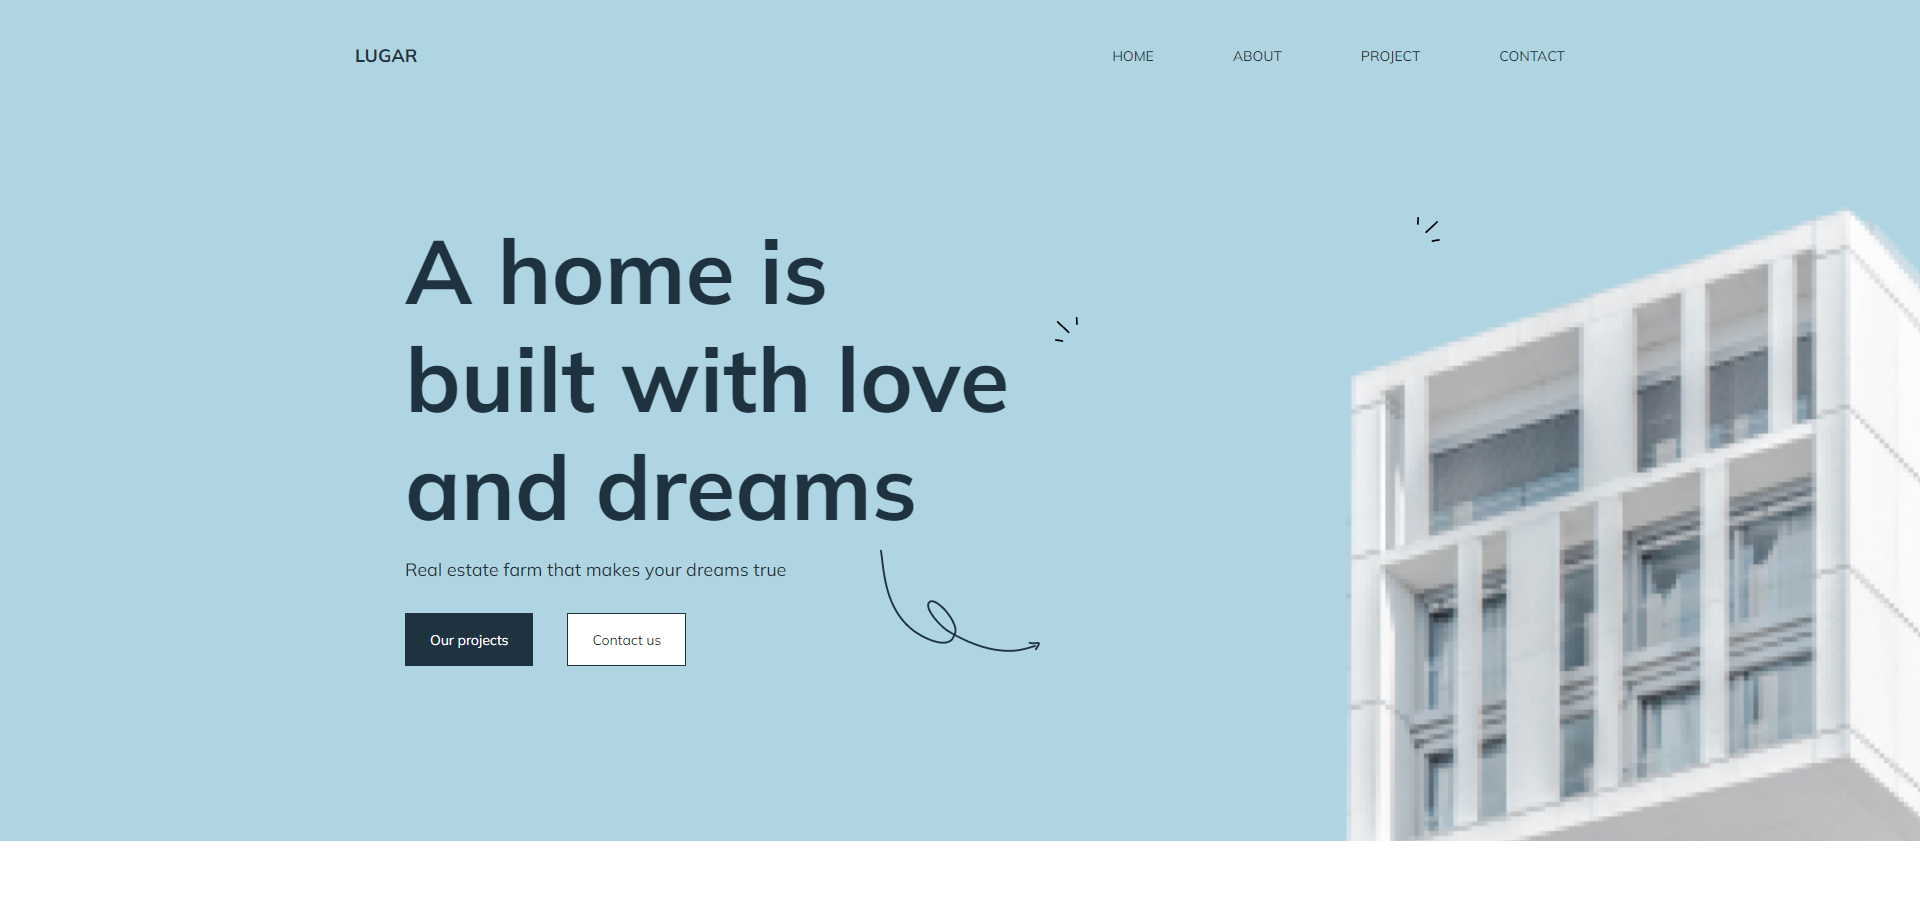 LUGAR
HOME ABOUT PROJECT CONTACT
A home is
built with love
and dreams
Real estate farm that makes your dreams true
Our projects Contact us